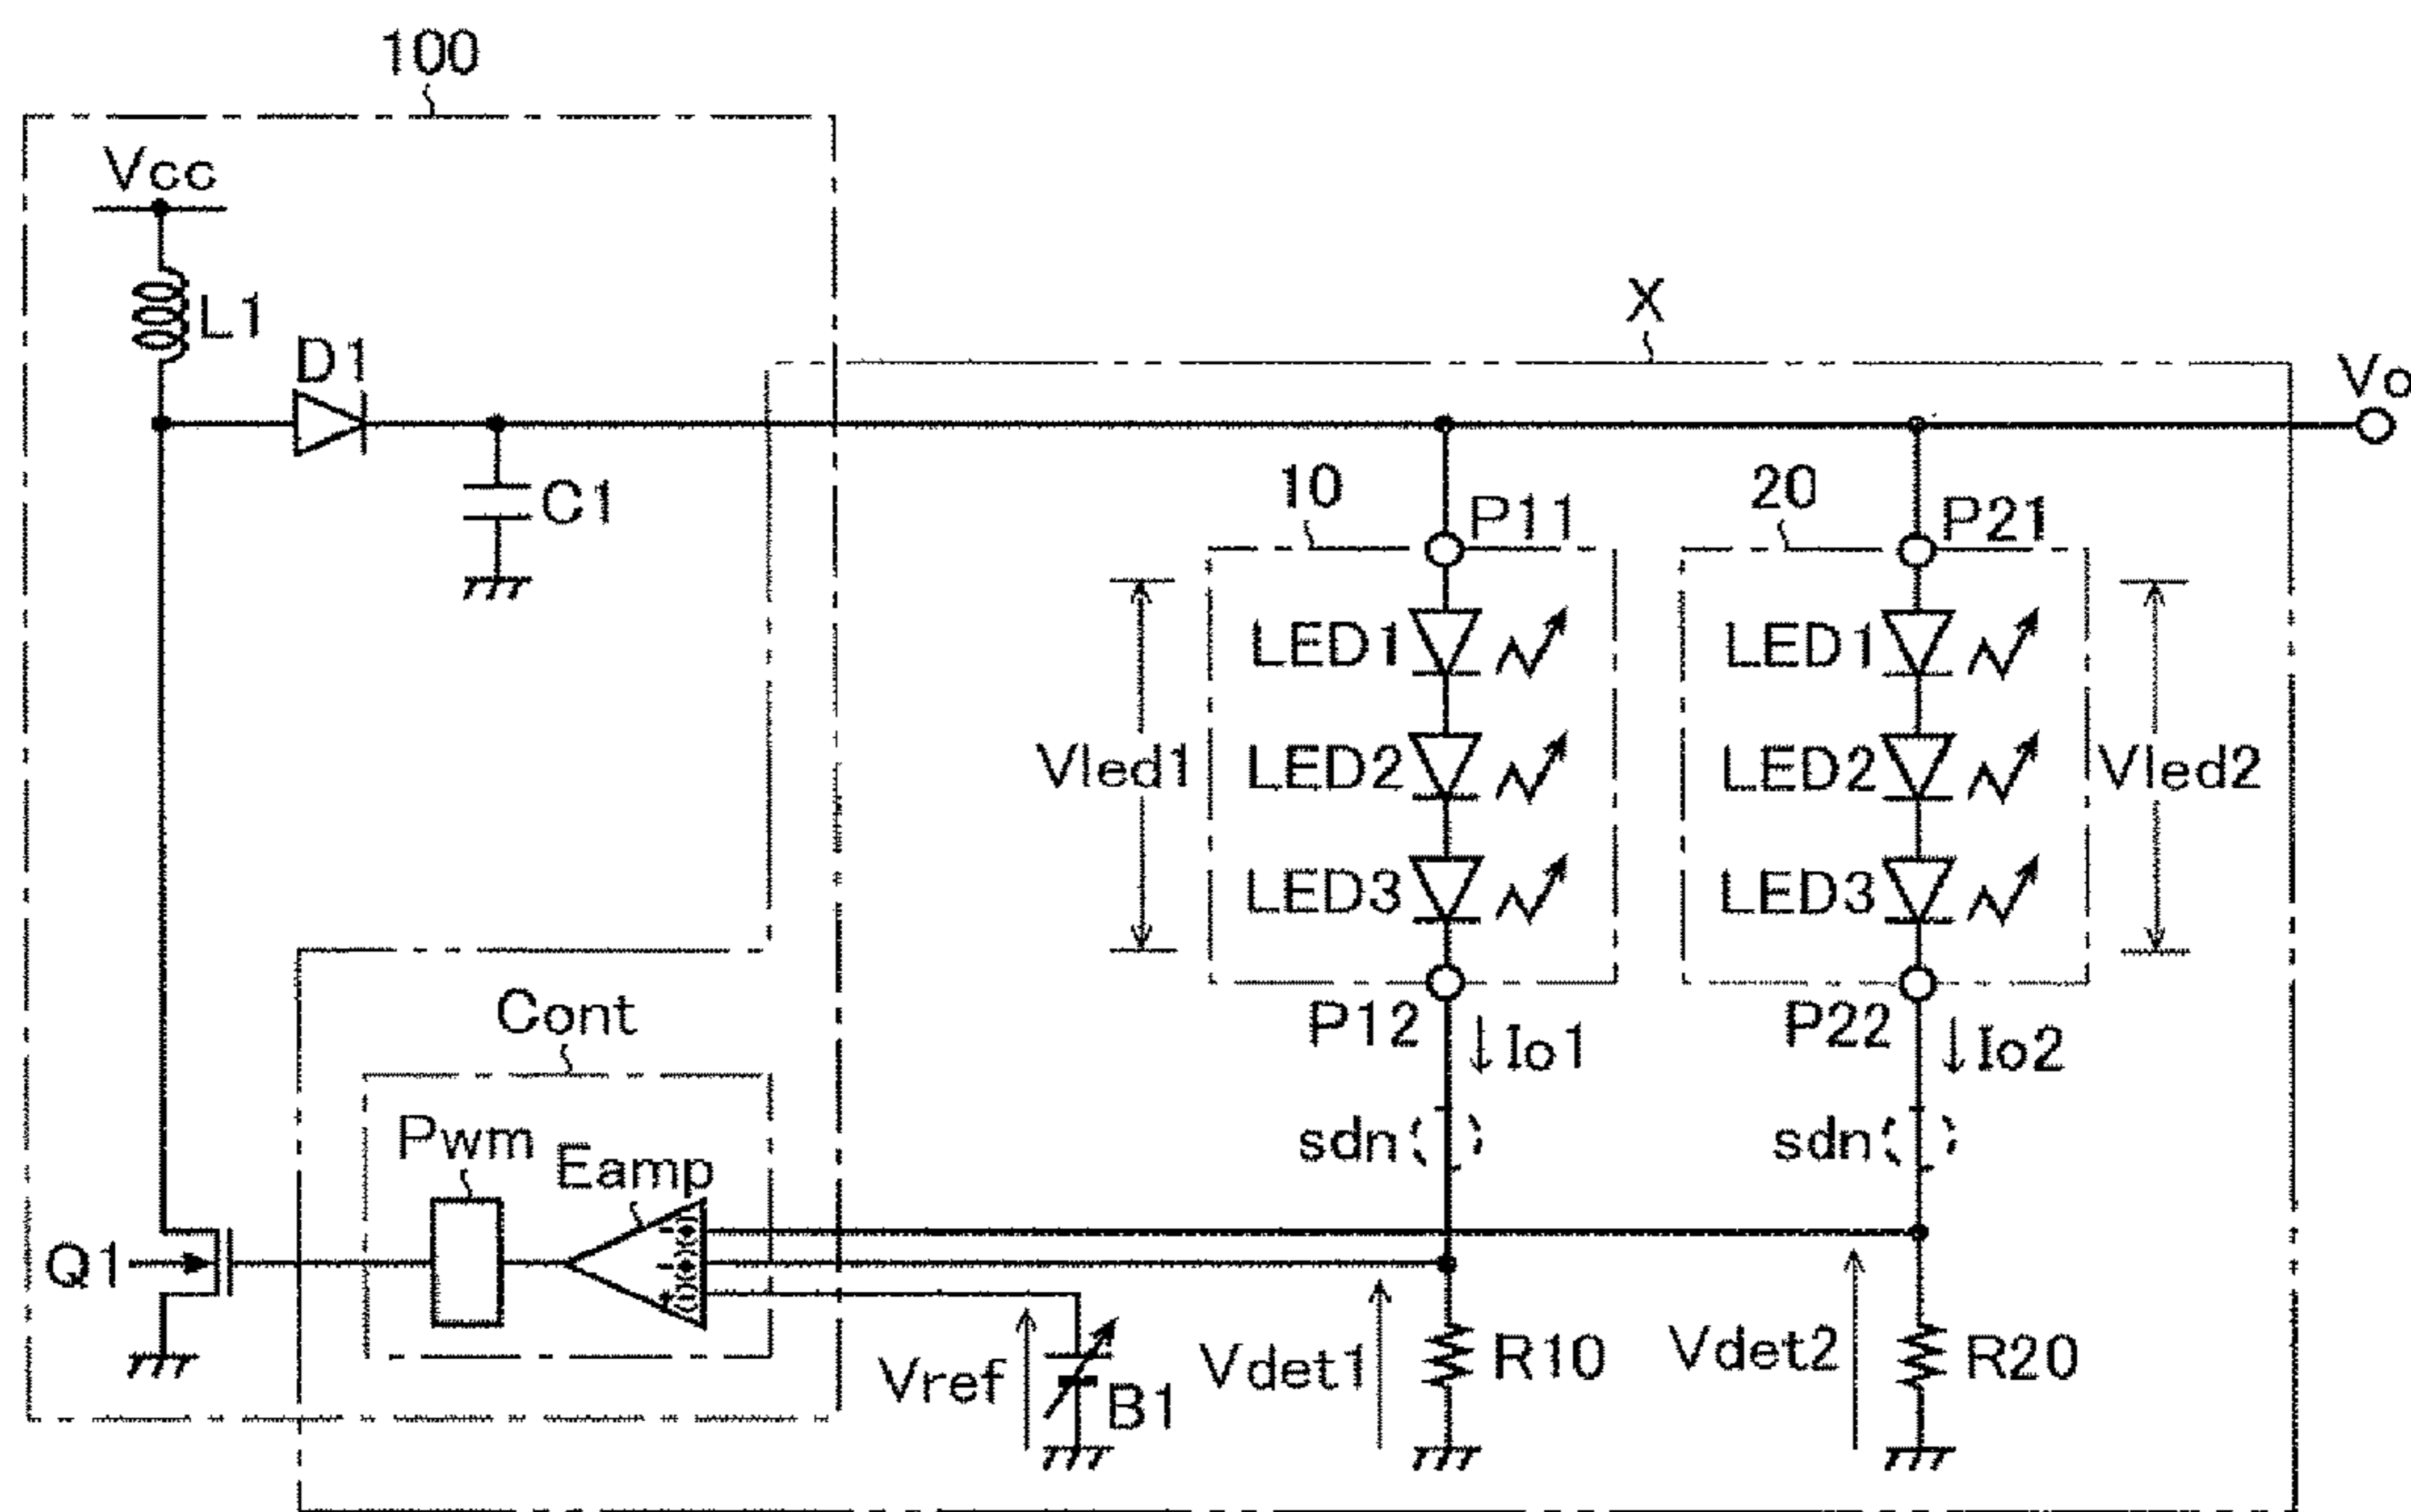 100
Vcc
L1
D1
C1
X
Vo
10
P11
20
P21
LED1
LED1
Vled1
LED2
LED2
Vled2
LED3
LED3
P12
Io1
P22
Io2
Cont
Pwm
Eamp
sdn
sdn
Q1
Vref
B1
Vdet1
R10
Vdet2
R20